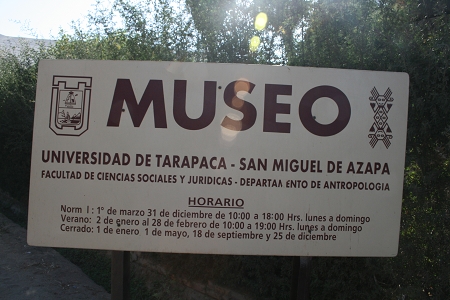 MUSEO
UNIVERSIDAD DE TARAPACA - SAN MIGUEL DE AZAPA
FACULTAD DE CIENCIAS SOCIALES Y JURIDICAS - DEPARTA ENTO DE ANTROPOLOGIA
HORARIO
Norm l : 1º de marzo 31 de diciembre de 10:00 a 18:00 Hrs. lunes a domingo
Verano: 2 de enero al 28 de febrero de 10:00 a 19:00 Hrs. lunes a domingo
Cerrado: 1 de enero 1 de mayo, 18 de septiembre y 25 de diciembre